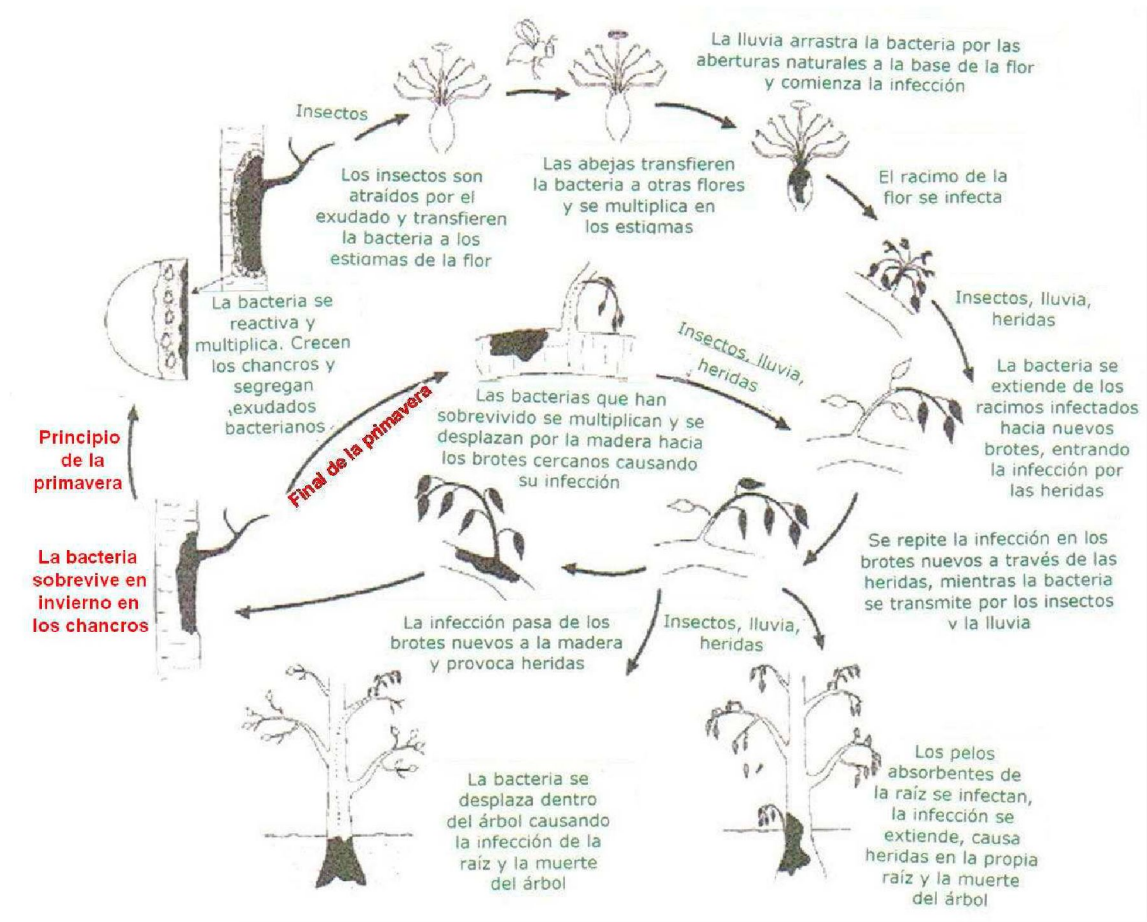 La lluvia arrastra la bacteria por las
aberturas naturales a la base de la flor
y comienza la infección
Insectos
Los insectos son
atraídos por el
exudado y transfieren
la bacteria a los
estigmas de la flor
Las abejas transfieren
la bacteria a otras flores
y se multiplica en
los estigmas
El racimo de la
flor se infecta
La bacteria se
reactiva y
multiplica. Crecen
los chancros y
segregan
exudados
bacterianos
Insectos, lluvia,
heridas
Insectos, lluvia,
heridas
La bacteria se
extiende de los
racimos infectados
hacia nuevos
brotes, entrando
la infección por
las heridas
Principio
de la
primavera
Final de la primavera
Las bacterias que han
sobrevivido se multiplican y se
desplazan por la madera hacia
los brotes cercanos causando
su infección
La bacteria
sobrevive en
invierno en
los chancros
Se repite la infección en los
brotes nuevos a través de las
heridas, mientras la bacteria
se transmite por los insectos
y la lluvia
La infección pasa de los
brotes nuevos a la madera
y provoca heridas
Insectos, lluvia,
heridas
La bacteria se
desplaza dentro
del árbol causando
la infección de la
raíz y la muerte
del árbol
Los pelos
absorbentes de
la raíz se infectan,
la infección se
extiende, causa
heridas en la propia
raíz y la muerte
del árbol